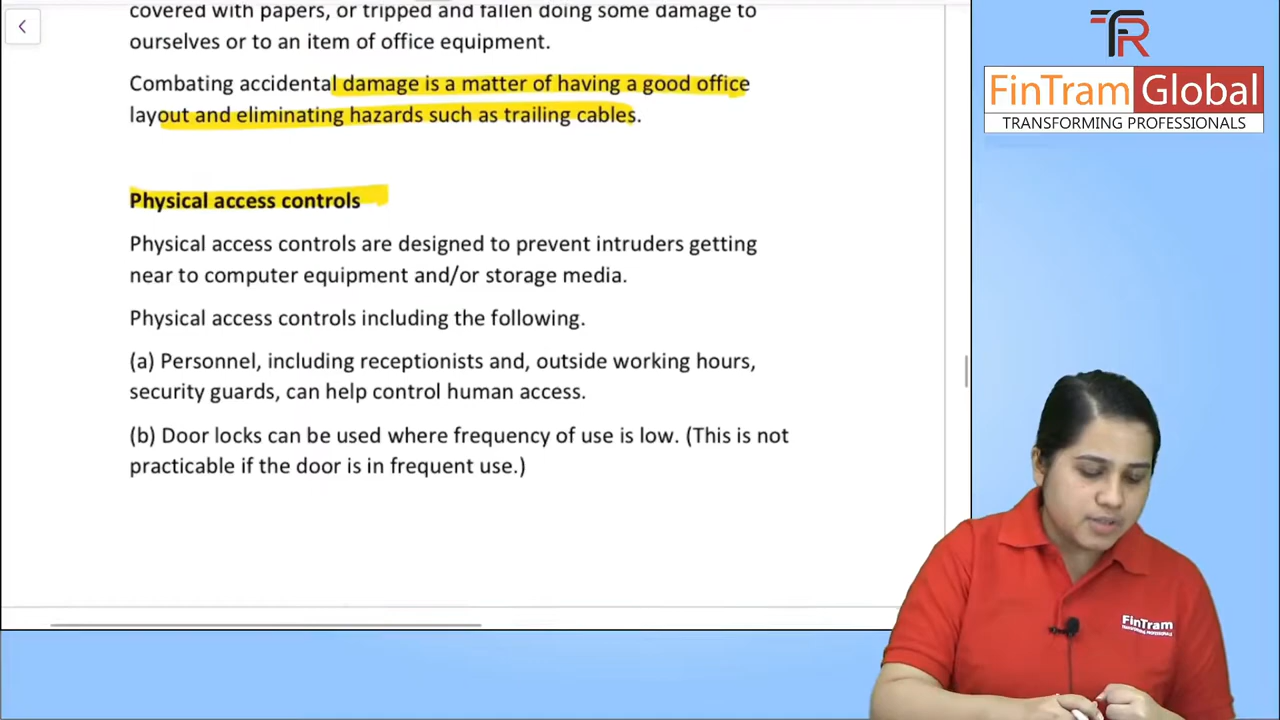 covered with papers, or tripped and fallen doing some damage to
ourselves or to an item of office equipment.
Combating accidental damage is a matter of having a good office
layout and eliminating hazards such as trailing cables.
Physical access controls
Physical access controls are designed to prevent intruders getting
near to computer equipment and/or storage media.
Physical access controls including the following.
(a) Personnel, including receptionists and, outside working hours,
security guards, can help control human access.
(b) Door locks can be used where frequency of use is low. (This is not
practicable if the door is in frequent use.)
FinTram Global
TRANSFORMING PROFESSIONALS
FinTram
TRANSFORMING PROFESSIONALS